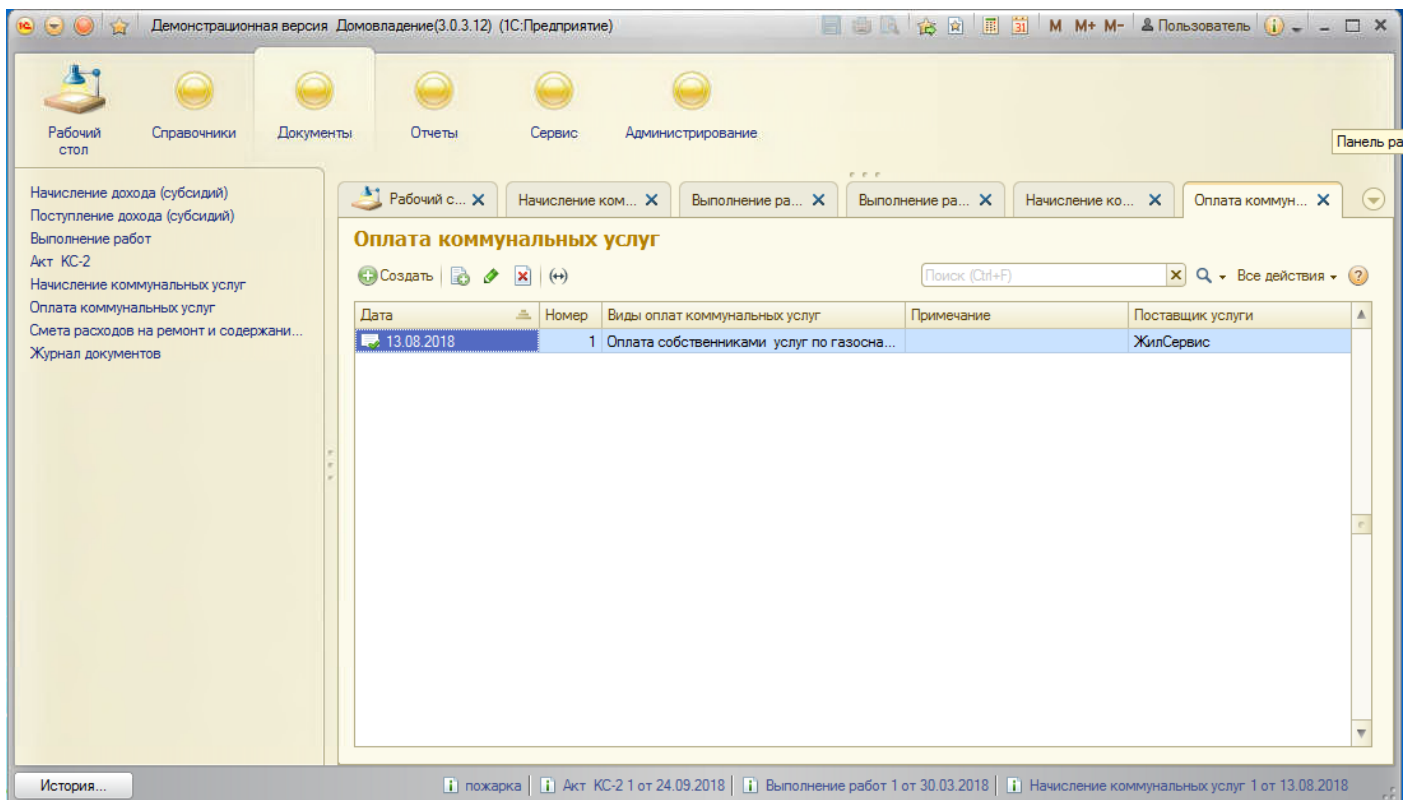 Демонстрационная версия Домовладение(3.0.3.12) (1С:Предприятие)
31 M M+ M- Пользователь
Рабочий стол
Справочники
Документы
Отчеты
Сервис
Администрирование
Панель ра
Начисление дохода (субсидий)
Поступление дохода (субсидий)
Выполнение работ
Акт КС-2
Начисление коммунальных услуг
Оплата коммунальных услуг
Смета расходов на ремонт и содержани...
Журнал документов
Рабочий с... Начисление ком... Выполнение ра... Выполнение ра... Начисление ко... Оплата коммун...
Оплата коммунальных услуг
Создать Поиск (Ctrl+F) Все действия
Дата Номер Виды оплат коммунальных услуг Примечание Поставщик услуги
13.08.2018 1 Оплата собственниками услуг по газосна... ЖилСервис
История... пожарка Акт КС-2 1 от 24.09.2018 Выполнение работ 1 от 30.03.2018 Начисление коммунальных услуг 1 от 13.08.2018